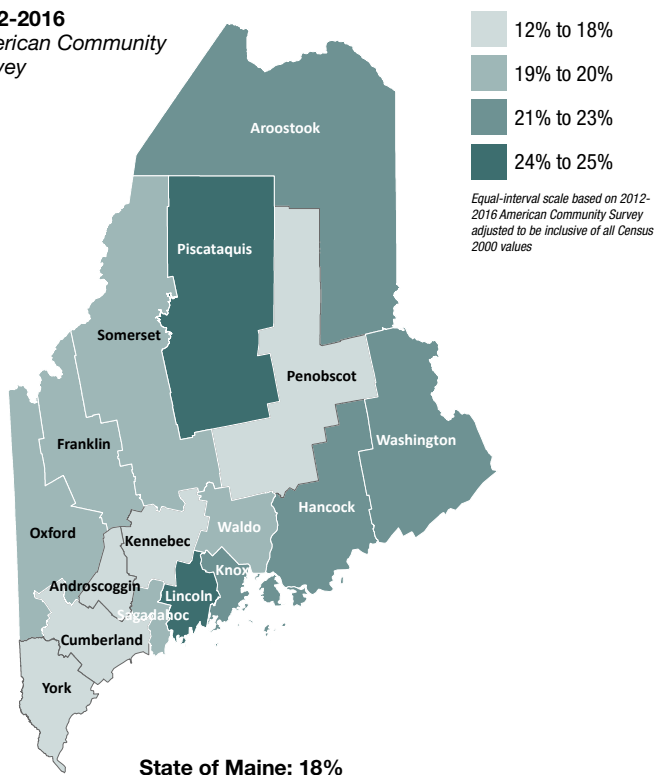 2-2016
erican Community
vey
12% to 18%
19% to 20%
21% to 23%
24% to 25%
Equal-interval scale based on 2012-
2016 American Community Survey
adjusted to be inclusive of all Census
2000 values
Aroostook
Piscataquis
Somerset
Penobscot
Washington
Franklin
Hancock
Oxford
Waldo
Kennebec
Knox
Androscoggin
Lincoln
Sagadahoc
Cumberland
York
State of Maine: 18%